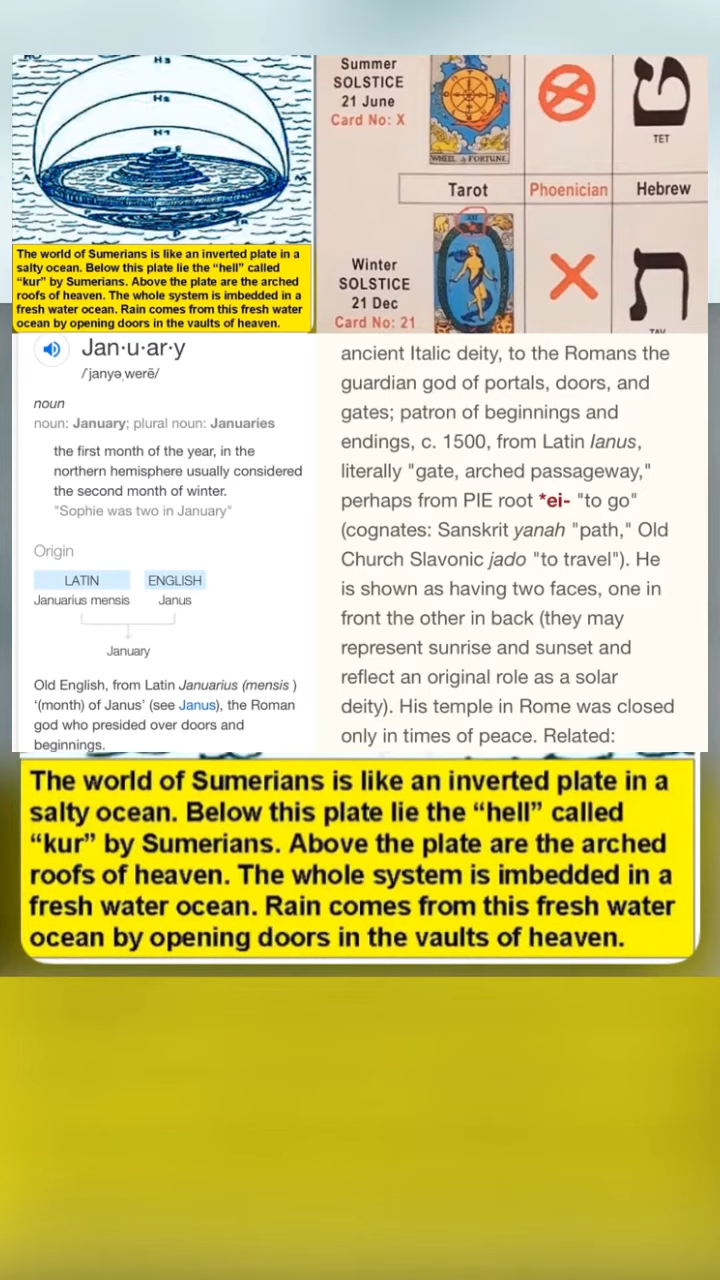 H3
H2
H1
The world of Sumerians is like an inverted plate in a
salty ocean. Below this plate lie the “hell” called
“kur” by Sumerians. Above the plate are the arched
roofs of heaven. The whole system is imbedded in a
fresh water ocean. Rain comes from this fresh water
ocean by opening doors in the vaults of heaven.
Summer
SOLSTICE
21 June
Card No: X
WHEEL of FORTUNE.
ט
TET
Tarot
Phoenician
Hebrew
Winter
SOLSTICE
21 Dec
Card No: 21
XXI
ת
TAV
Jan·u·ar·y
/ˈjanyəˌwerē/
noun
noun: January; plural noun: Januaries
the first month of the year, in the
northern hemisphere usually considered
the second month of winter.
"Sophie was two in January"
Origin
LATIN
ENGLISH
Januarius mensis
Janus
January
Old English, from Latin Januarius (mensis )
‘(month) of Janus’ (see Janus), the Roman
god who presided over doors and
beginnings.
ancient Italic deity, to the Romans the
guardian god of portals, doors, and
gates; patron of beginnings and
endings, c. 1500, from Latin Ianus,
literally "gate, arched passageway,"
perhaps from PIE root *ei- "to go"
(cognates: Sanskrit yanah "path," Old
Church Slavonic jado "to travel"). He
is shown as having two faces, one in
front the other in back (they may
represent sunrise and sunset and
reflect an original role as a solar
deity). His temple in Rome was closed
only in times of peace. Related:
The world of Sumerians is like an inverted plate in a
salty ocean. Below this plate lie the “hell” called
“kur” by Sumerians. Above the plate are the arched
roofs of heaven. The whole system is imbedded in a
fresh water ocean. Rain comes from this fresh water
ocean by opening doors in the vaults of heaven.